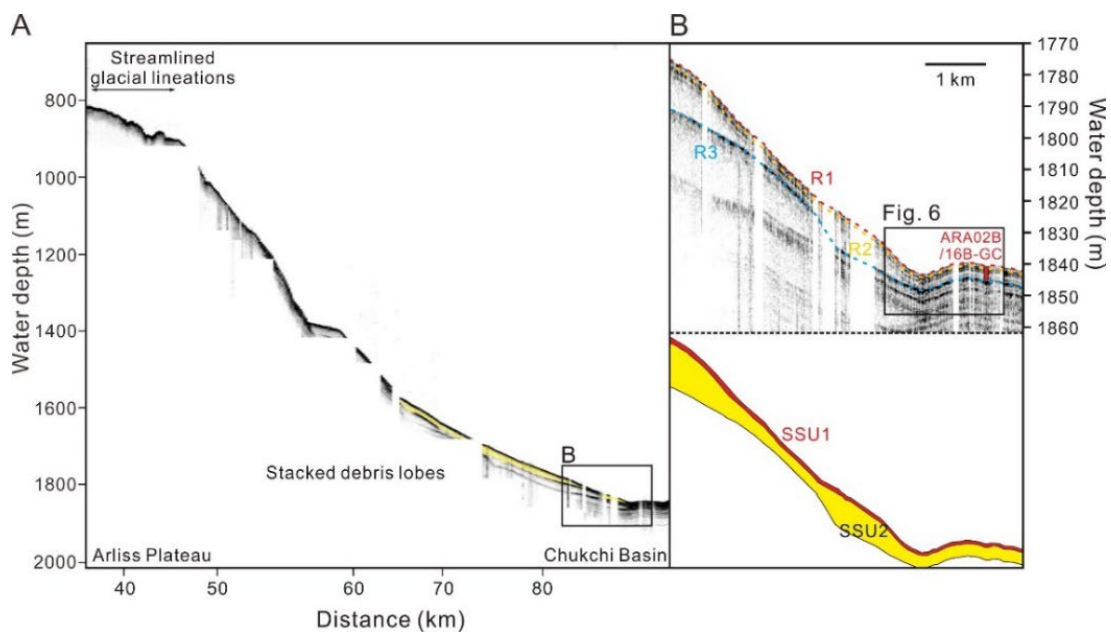 A
Streamlined
glacial lineations
800
1000
1200
1400
1600
1800
2000
Water depth (m)
Stacked debris lobes
B
Arliss Plateau
Chukchi Basin
40
50
60
70
80
Distance (km)
B
1 km
R3
R1
R2
Fig. 6
ARA02B
/16B-GC
1770
1780
1790
1800
1810
1820
1830
1840
1850
1860
Water depth (m)
SSU1
SSU2